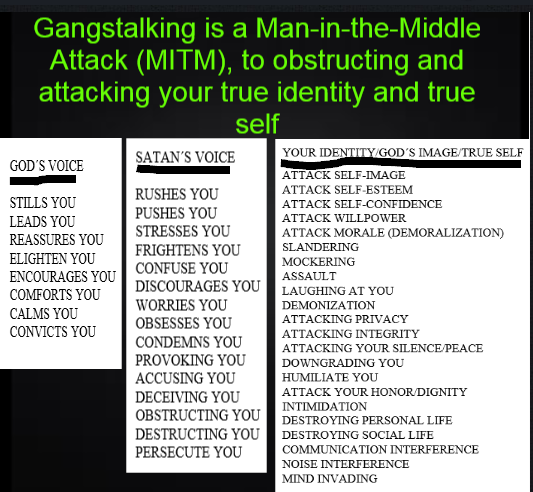 Gangstalking is a Man-in-the-Middle
Attack (MITM), to obstructing and
attacking your true identity and true
self
GOD´S VOICE
STILLS YOU
LEADS YOU
REASSURES YOU
ELIGHTEN YOU
ENCOURAGES YOU
COMFORTS YOU
CALMS YOU
CONVICTS YOU
SATAN´S VOICE
RUSHES YOU
PUSHES YOU
STRESSES YOU
FRIGHTENS YOU
CONFUSE YOU
DISCOURAGES YOU
WORRIES YOU
OBSESSES YOU
CONDEMNS YOU
PROVOKING YOU
ACCUSING YOU
DECEIVING YOU
OBSTRUCTING YOU
DESTRUCTING YOU
PERSECUTE YOU
YOUR IDENTITY/GOD´S IMAGE/TRUE SELF
ATTACK SELF-IMAGE
ATTACK SELF-ESTEEM
ATTACK SELF-CONFIDENCE
ATTACK WILLPOWER
ATTACK MORALE (DEMORALIZATION)
SLANDERING
MOCKERING
ASSAULT
LAUGHING AT YOU
DEMONIZATION
ATTACKING PRIVACY
ATTACKING INTEGRITY
ATTACKING YOUR SILENCE/PEACE
DOWNGRADING YOU
HUMILIATE YOU
ATTACK YOUR HONOR/DIGNITY
INTIMIDATION
DESTROYING PERSONAL LIFE
DESTROYING SOCIAL LIFE
COMMUNICATION INTERFERENCE
NOISE INTERFERENCE
MIND INVADING